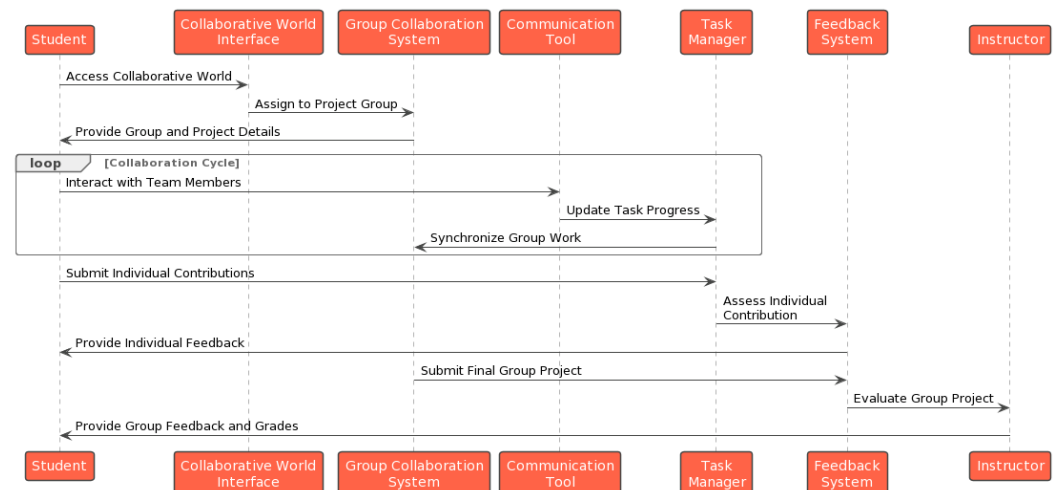 Student
Collaborative World
Interface
Group Collaboration
System
Communication
Tool
Task
Manager
Feedback
System
Instructor
Access Collaborative World
Assign to Project Group
Provide Group and Project Details
loop [Collaboration Cycle]
Interact with Team Members
Update Task Progress
Synchronize Group Work
Submit Individual Contributions
Assess Individual
Contribution
Provide Individual Feedback
Submit Final Group Project
Evaluate Group Project
Provide Group Feedback and Grades
Student
Collaborative World
Interface
Group Collaboration
System
Communication
Tool
Task
Manager
Feedback
System
Instructor